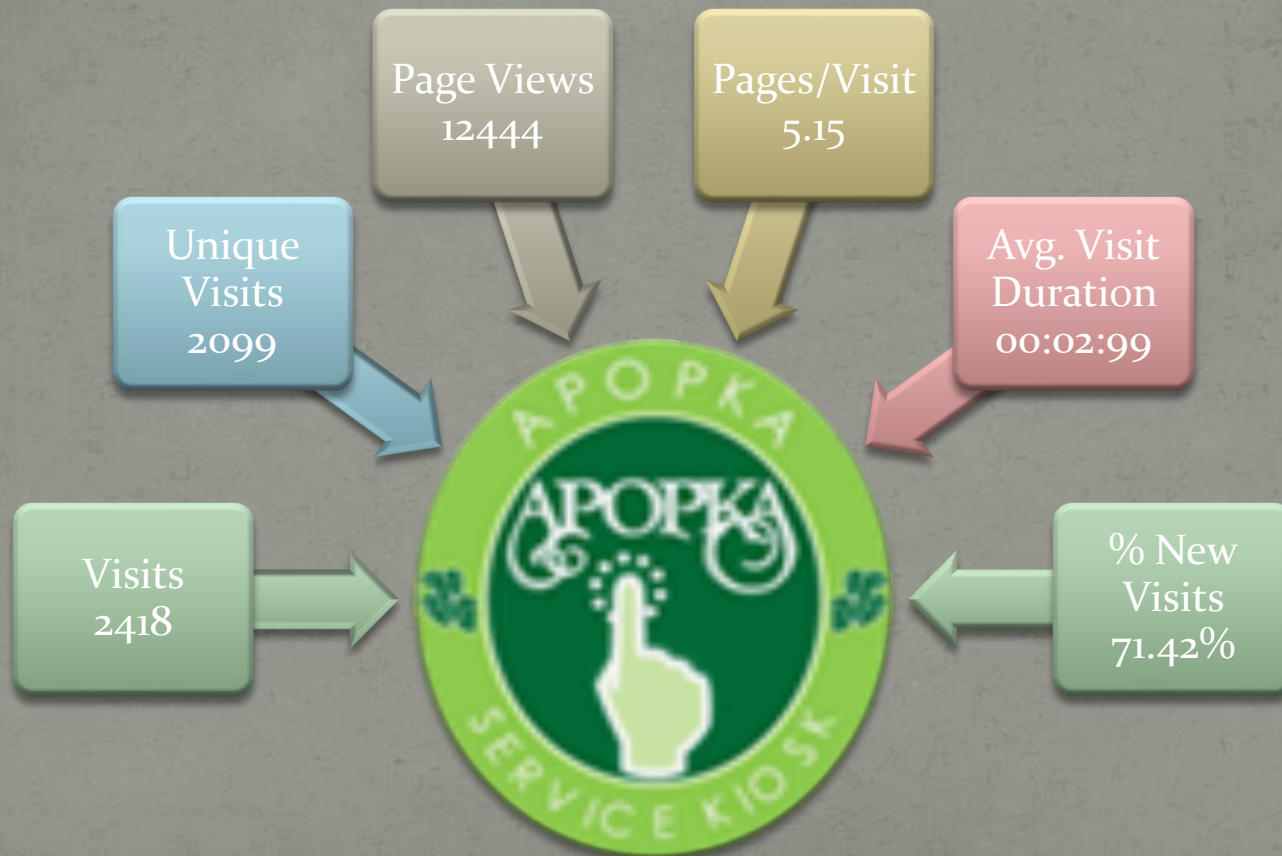 Page Views
12444
Pages/Visit
5.15
Unique
Visits
2099
Avg. Visit
Duration
00:02:99
Visits
2418
% New
Visits
71.42%
APOPKA
APOPKA
SERVICE KIOSK